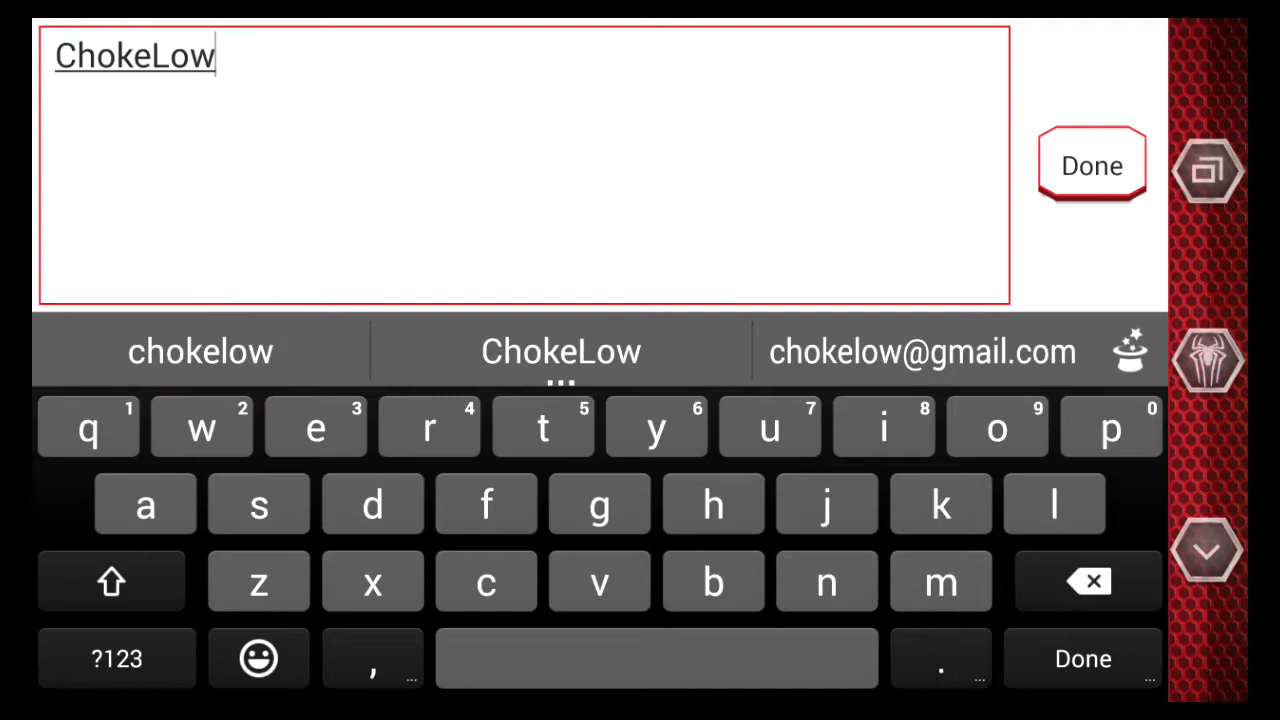 ChokeLow
Done
chokelow ChokeLow chokelow@gmail.com
q 1 w 2 e 3 r 4 t 5 y 6 u 7 i 8 o 9 p 0
a s d f g h j k l
z x c v b n m
?123 , ... . ... Done ...